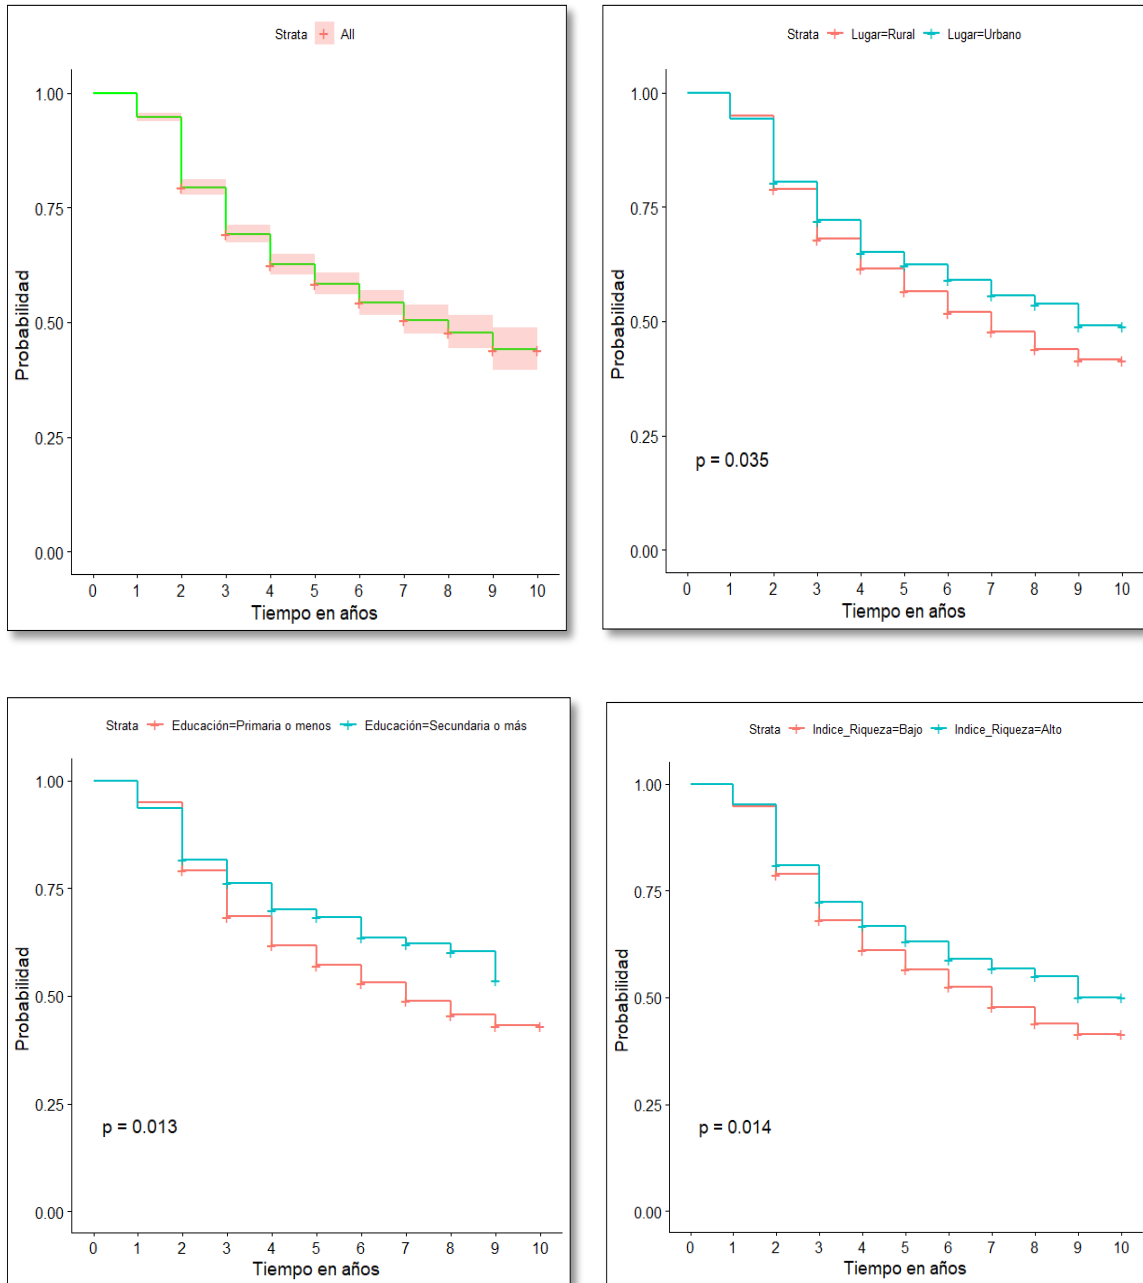 Strata All
1.00
0.75
0.50
0.25
0.00
Probabilidad
0 1 2 3 4 5 6 7 8 9 10
Tiempo en años
Strata Lugar=Rural Lugar=Urbano
1.00
0.75
0.50
0.25
0.00
Probabilidad
p = 0.035
0 1 2 3 4 5 6 7 8 9 10
Tiempo en años
Strata Educación=Primaria o menos Educación=Secundaria o más
1.00
0.75
0.50
0.25
0.00
Probabilidad
p = 0.013
0 1 2 3 4 5 6 7 8 9 10
Tiempo en años
Strata Indice_Riqueza=Bajo Indice_Riqueza=Alto
1.00
0.75
0.50
0.25
0.00
Probabilidad
p = 0.014
0 1 2 3 4 5 6 7 8 9 10
Tiempo en años